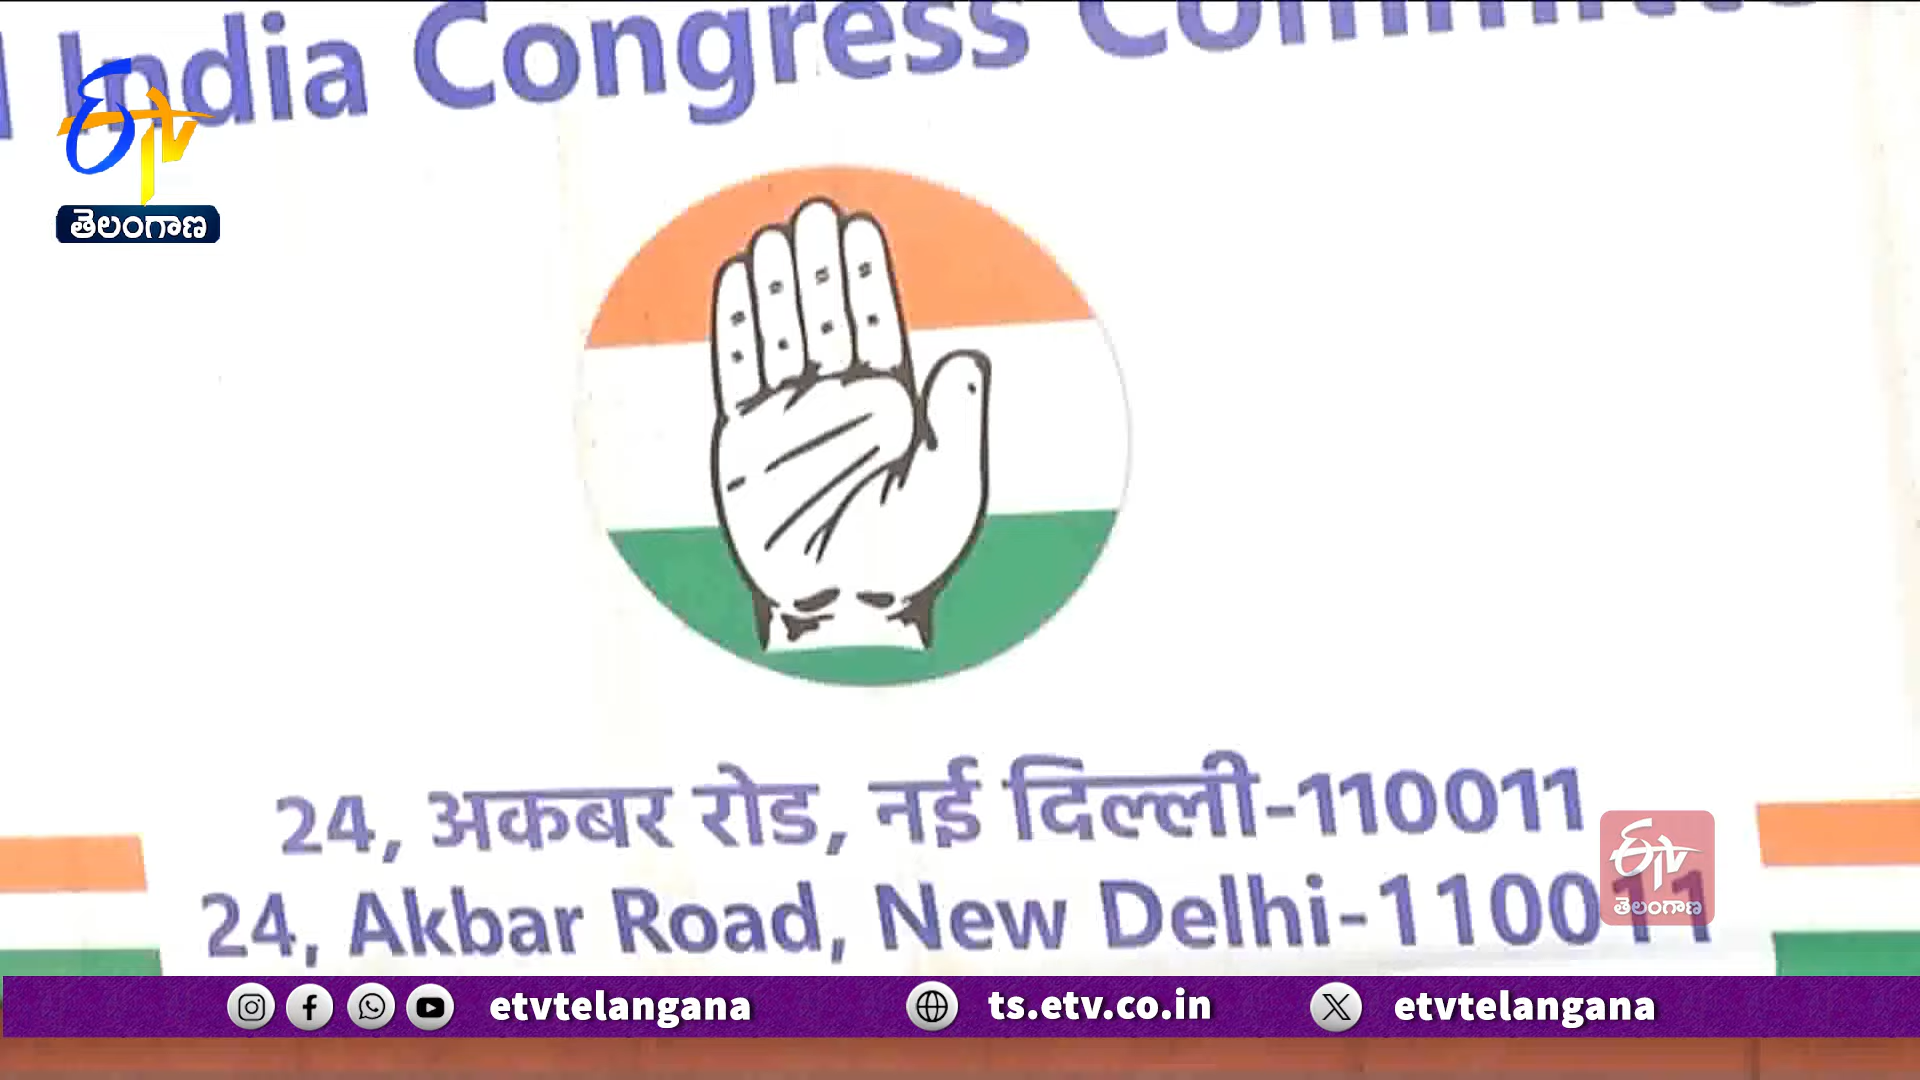 India Congress Committee
ETV
తెలంగాణ
24, अकबर रोड, नई दिल्ली-110011
24, Akbar Road, New Delhi-110011
ETV
తెలంగాణ
etvtelangana ts.etv.co.in etvtelangana